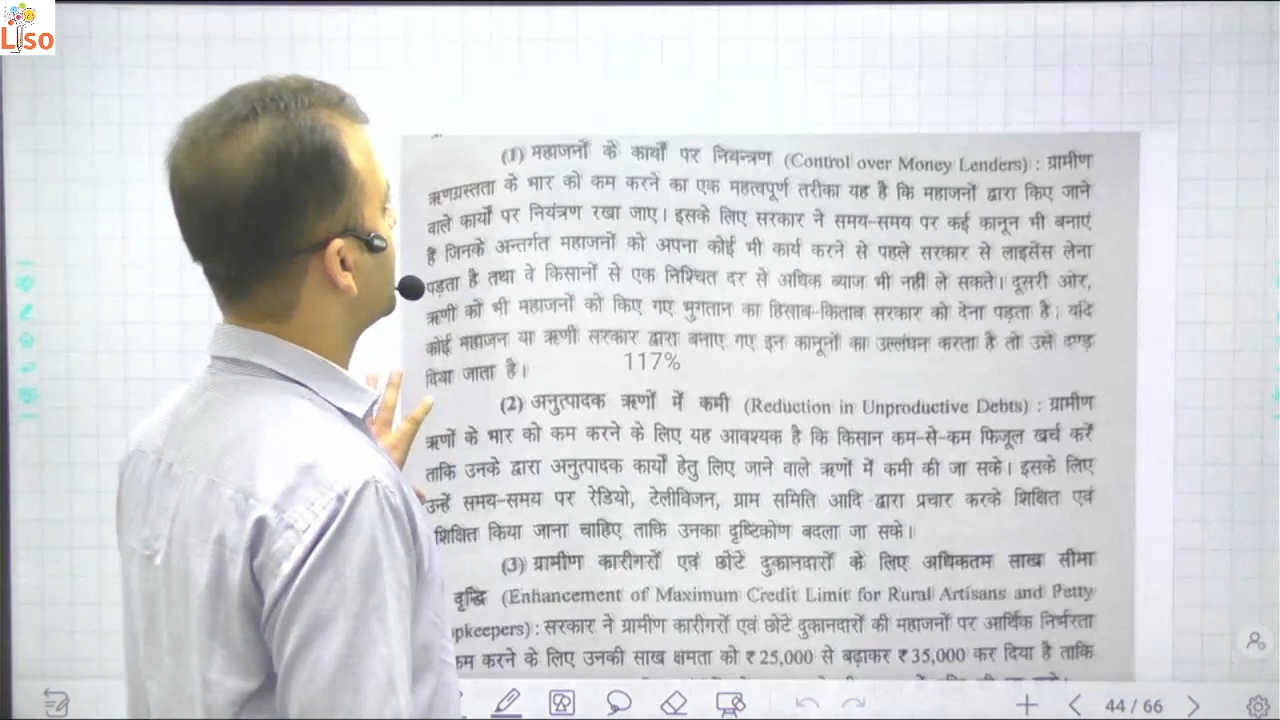 Liso
(1) महाजनों के कार्यों पर नियन्त्रण (Control over Money Lenders) : ग्रामीण
ऋणग्रस्तता के भार को कम करने का एक महत्वपूर्ण तरीका यह है कि महाजनों द्वारा किए जाने
वाले कार्यों पर नियंत्रण रखा जाए। इसके लिए सरकार ने समय-समय पर कई कानून भी बनाएं
हैं जिनके अन्तर्गत महाजनों को अपना कोई भी कार्य करने से पहले सरकार से लाइसेंस लेना
पड़ता है तथा वे किसानों से एक निश्चित दर से अधिक ब्याज भी नहीं ले सकते। दूसरी ओर,
ऋणी को भी महाजनों को किए गए भुगतान का हिसाब-किताब सरकार को देना पड़ता है। यदि
कोई महाजन या ऋणी सरकार द्वारा बनाए गए इन कानूनों का उल्लंघन करता है तो उसे दण्ड
दिया जाता है।
117%
(2) अनुत्पादक ऋणों में कमी (Reduction in Unproductive Debts) : ग्रामीण
ऋणों के भार को कम करने के लिए यह आवश्यक है कि किसान कम-से-कम फिजूल खर्च करें
ताकि उनके द्वारा अनुत्पादक कार्यों हेतु लिए जाने वाले ऋणों में कमी की जा सके। इसके लिए
उन्हें समय-समय पर रेडियो, टेलीविजन, ग्राम समिति आदि द्वारा प्रचार करके शिक्षित एवं
शिक्षित किया जाना चाहिए ताकि उनका दृष्टिकोण बदला जा सके।
(3) ग्रामीण कारीगरों एवं छोटे दुकानदारों के लिए अधिकतम साख सीमा
वृद्धि (Enhancement of Maximum Credit Limit for Rural Artisans and Petty
pkeepers) : सरकार ने ग्रामीण कारीगरों एवं छोटे दुकानदारों की महाजनों पर आर्थिक निर्भरता
कम करने के लिए उनकी साख क्षमता को ₹ 25,000 से बढ़ाकर ₹ 35,000 कर दिया है ताकि
44 / 66